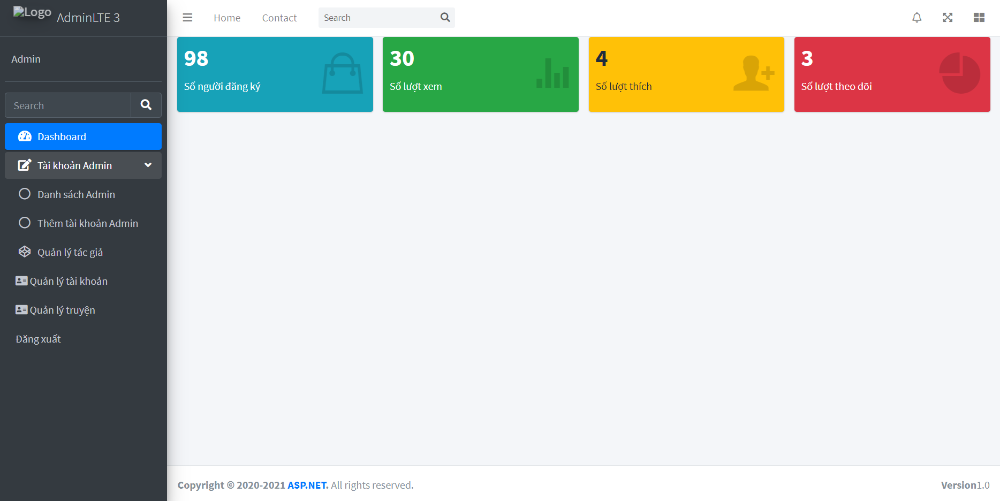 Logo
AdminLTE 3
Home
Contact
Search
Admin
Search
Dashboard
Tài khoản Admin
Danh sách Admin
Thêm tài khoản Admin
Quản lý tác giả
Quản lý tài khoản
Quản lý truyện
Đăng xuất
98
Số người đăng ký
30
Số lượt xem
4
Số lượt thích
3
Số lượt theo dõi
Copyright © 2020-2021 ASP.NET. All rights reserved.
Version1.0